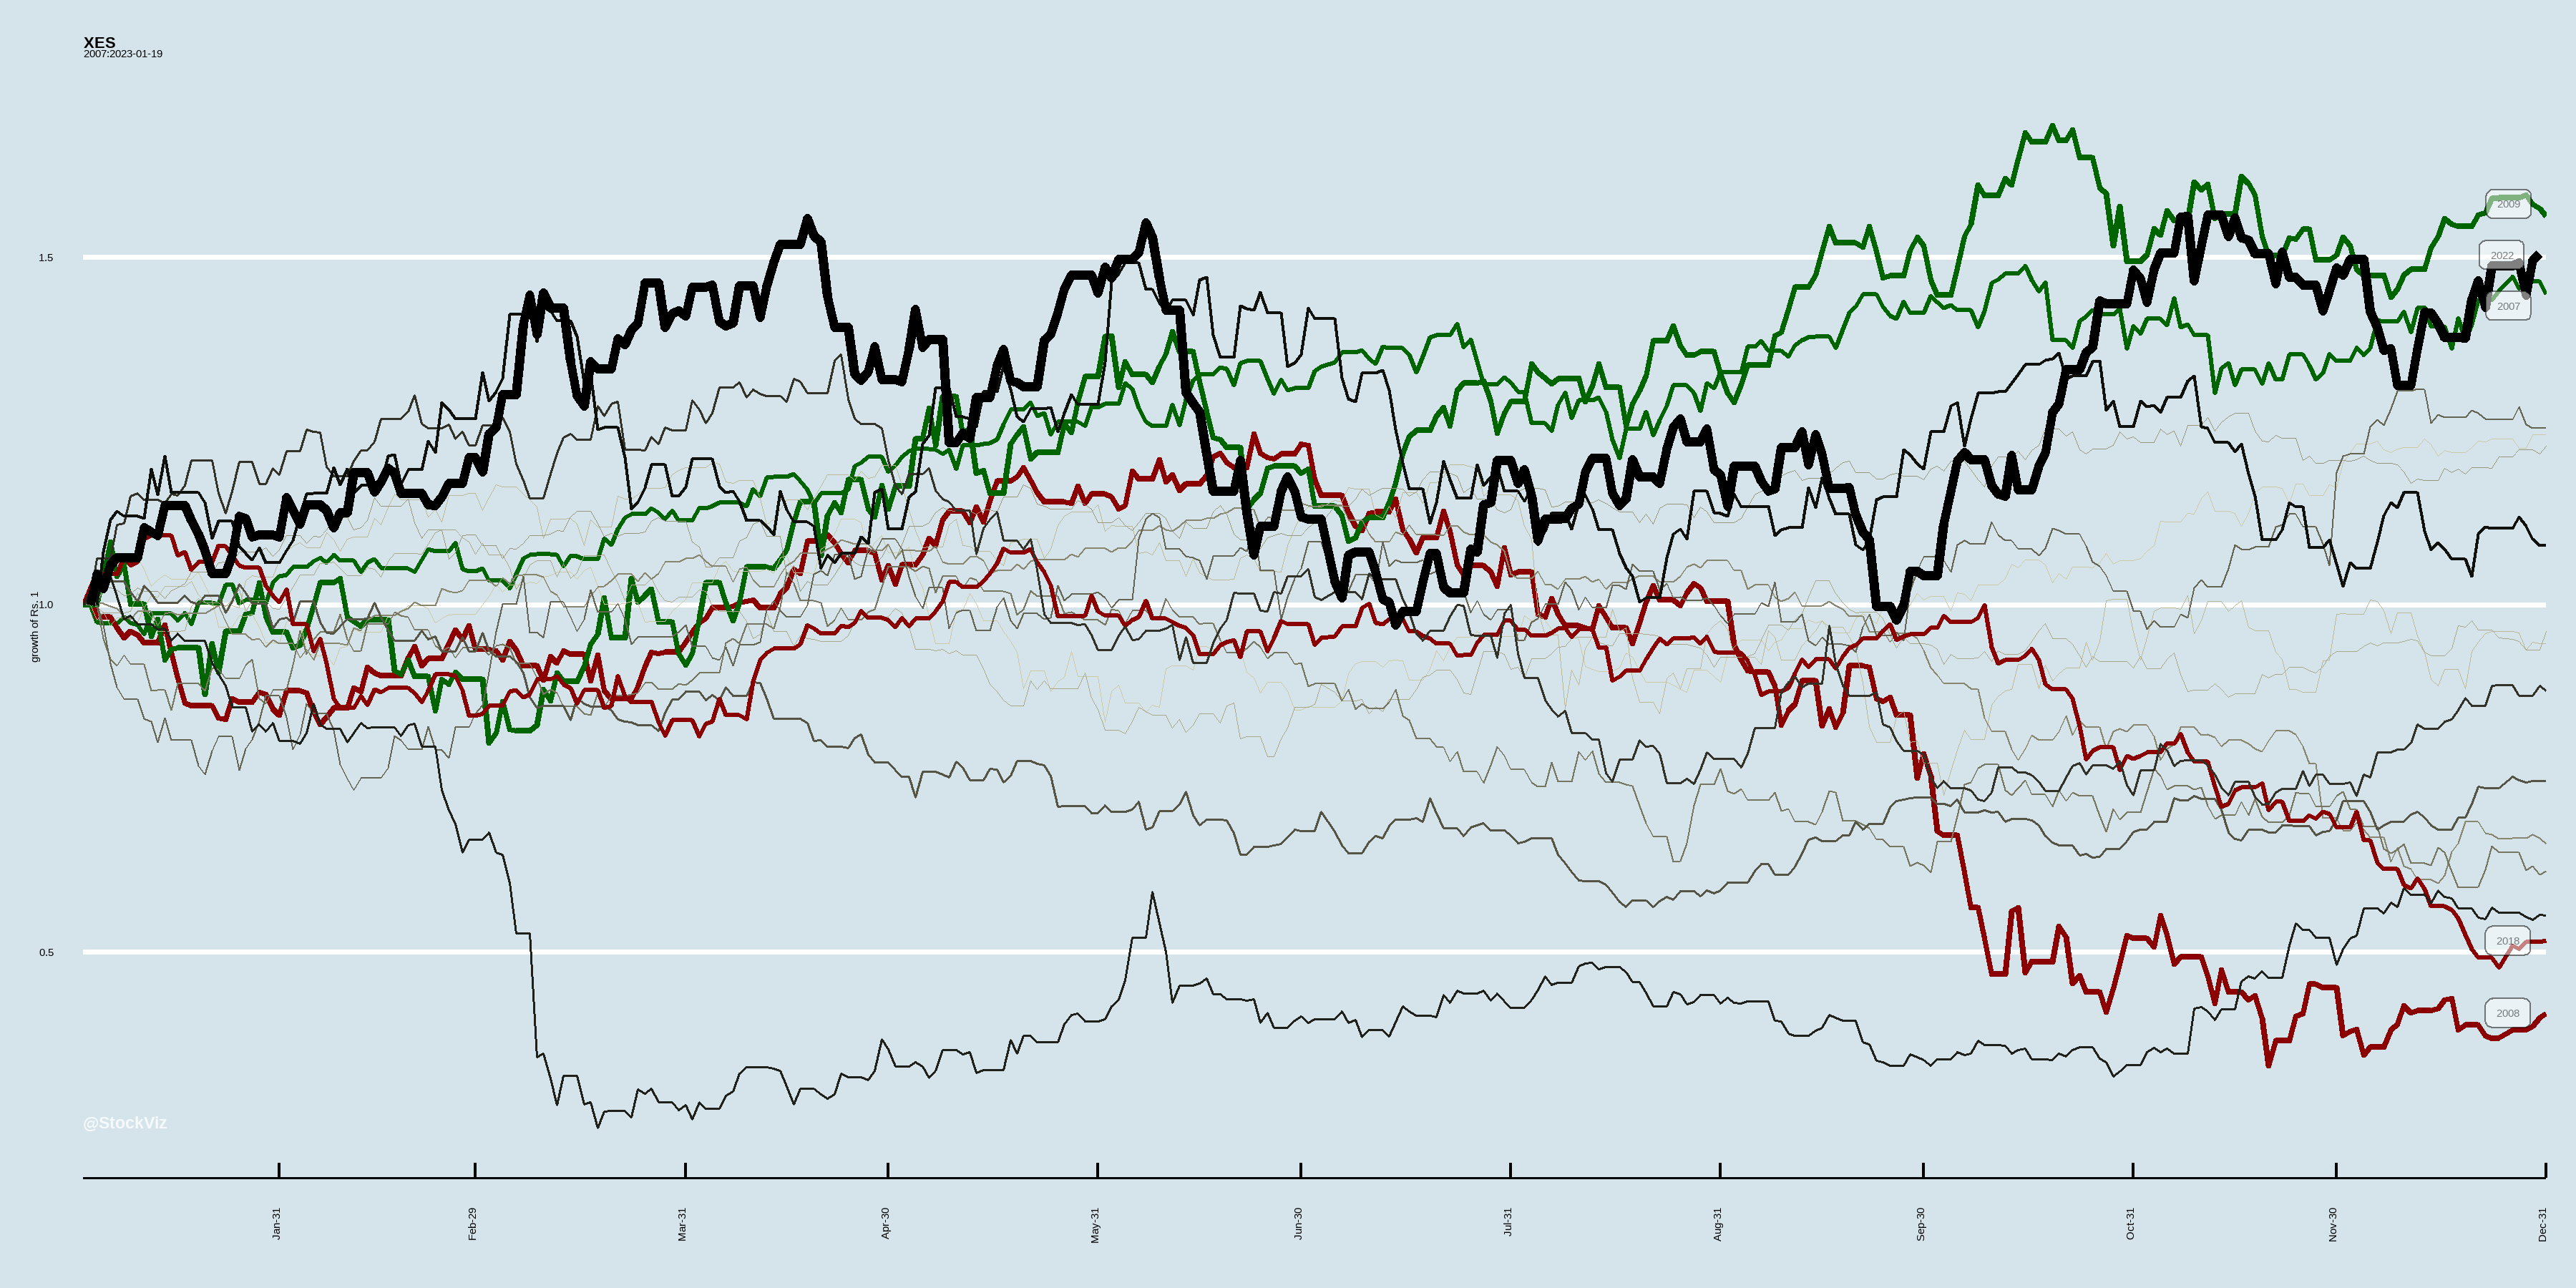 XES
2007:2023-01-19
2009
1.5
2022
2007
growth of Rs. 1
1.0
0.5
2018
2008
@StockViz
Jan-31
Feb-29
Mar-31
Apr-30
May-31
Jun-30
Jul-31
Aug-31
Sep-30
Oct-31
Nov-30
Dec-31